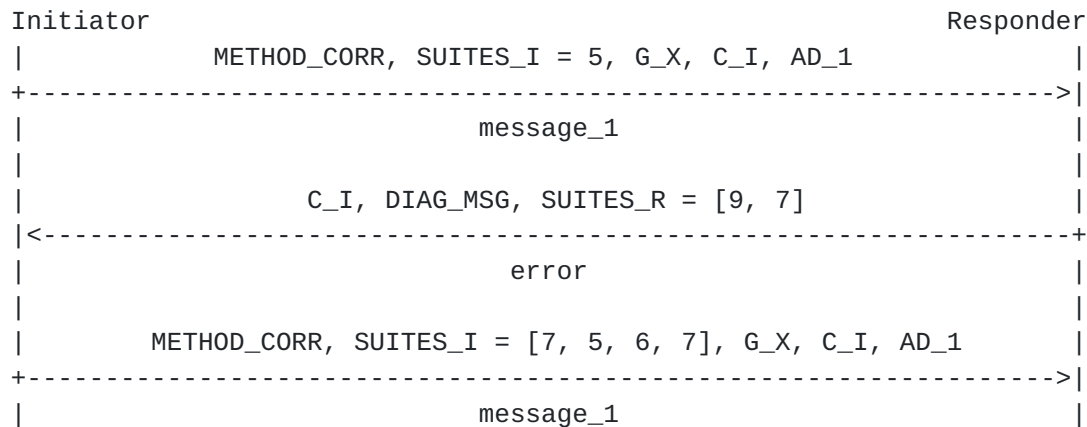 Initiator                                                   Responder
|            METHOD_CORR, SUITES_I = 5, G_X, C_I, AD_1              |
+------------------------------------------------------------------>|
|                             message_1                             |
|                                                                   |
|                  C_I, DIAG_MSG, SUITES_R = [9, 7]                 |
|<------------------------------------------------------------------+
|                               error                               |
|                                                                   |
|        METHOD_CORR, SUITES_I = [7, 5, 6, 7], G_X, C_I, AD_1       |
+------------------------------------------------------------------>|
|                             message_1                             |